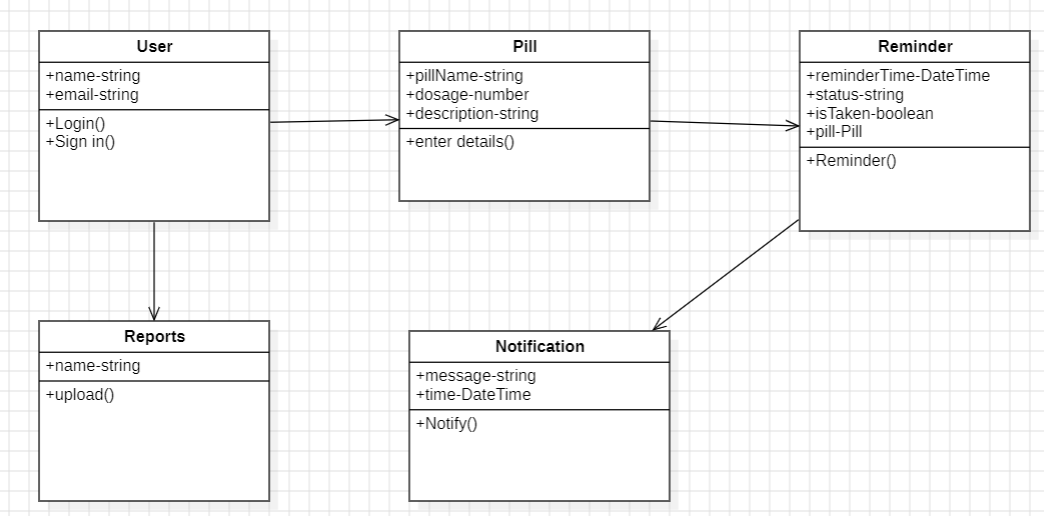 User
+name-string
+email-string
+Login()
+Sign in()
Pill
+pillName-string
+dosage-number
+description-string
+enter details()
Reminder
+reminderTime-DateTime
+status-string
+isTaken-boolean
+pill-Pill
+Reminder()
Reports
+name-string
+upload()
Notification
+message-string
+time-DateTime
+Notify()